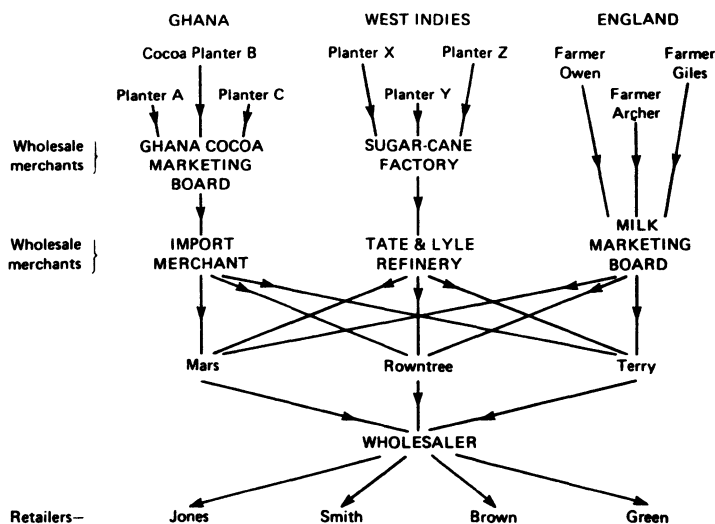 GHANA WEST INDIES ENGLAND
Cocoa Planter B Planter X Planter Z Farmer Owen Farmer Giles
Planter A Planter C Planter Y Farmer Archer
Wholesale merchants GHANA COCOA MARKETING BOARD SUGAR-CANE FACTORY
Wholesale merchants IMPORT MERCHANT TATE & LYLE REFINERY MILK MARKETING BOARD
Mars Rowntree Terry
WHOLESALER
Retailers— Jones Smith Brown Green